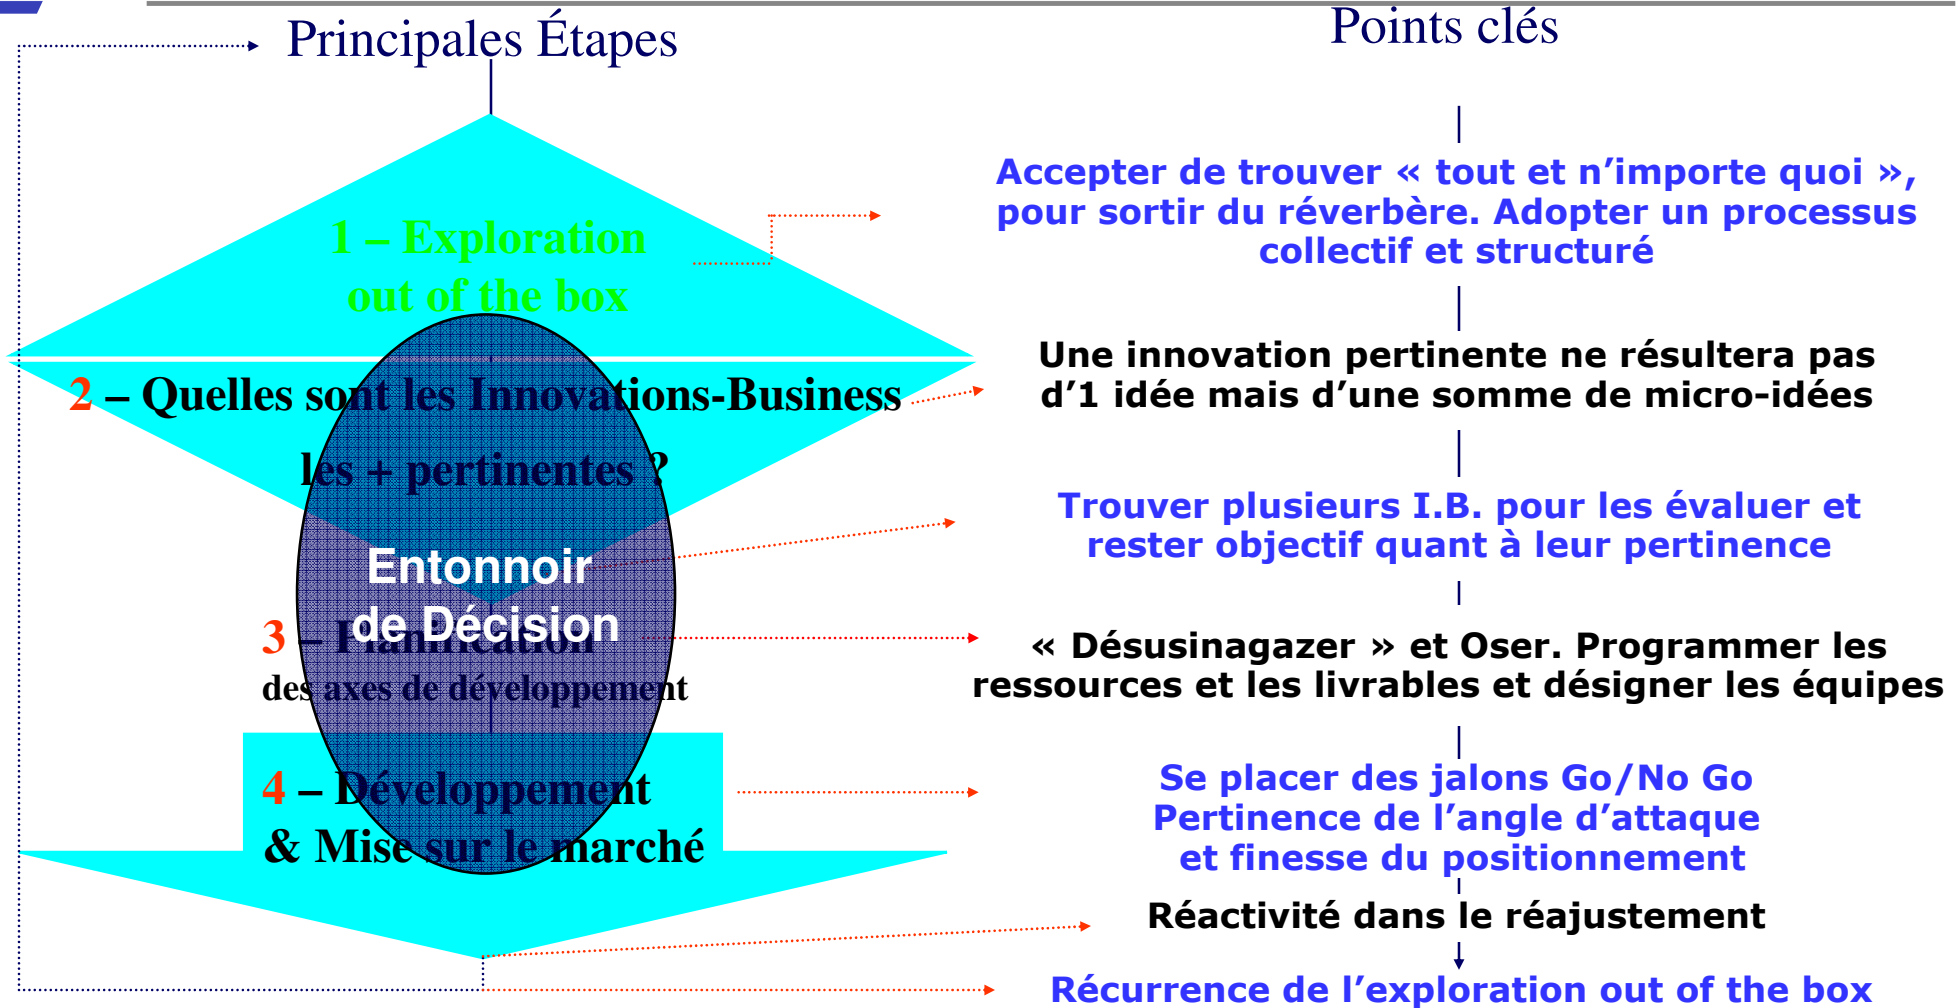 Principales Étapes
1 – Exploration
out of the box
2 – Quelles sont les Innovations-Business
les + pertinentes ?
Entonnoir
de Décision
3 – Planification
des axes de développement
4 – Développement
& Mise sur le marché
Points clés
Accepter de trouver « tout et n’importe quoi »,
pour sortir du réverbère. Adopter un processus
collectif et structuré
Une innovation pertinente ne résultera pas
d’1 idée mais d’une somme de micro-idées
Trouver plusieurs I.B. pour les évaluer et
rester objectif quant à leur pertinence
« Désusinagazer » et Oser. Programmer les
ressources et les livrables et désigner les équipes
Se placer des jalons Go/No Go
Pertinence de l’angle d’attaque
et finesse du positionnement
Réactivité dans le réajustement
Récurrence de l’exploration out of the box